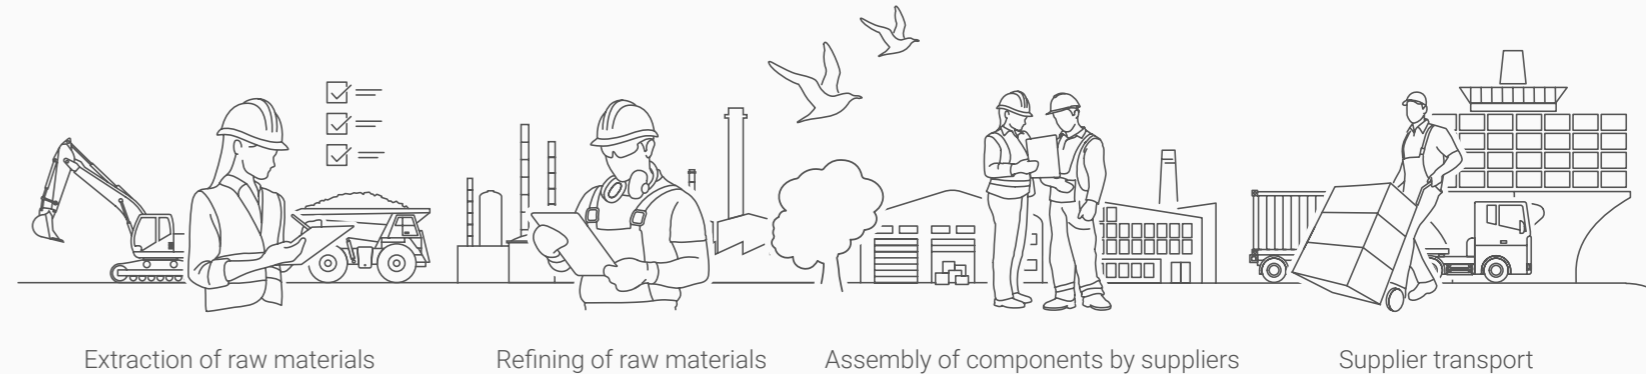 Extraction of raw materials
Refining of raw materials
Assembly of components by suppliers
Supplier transport